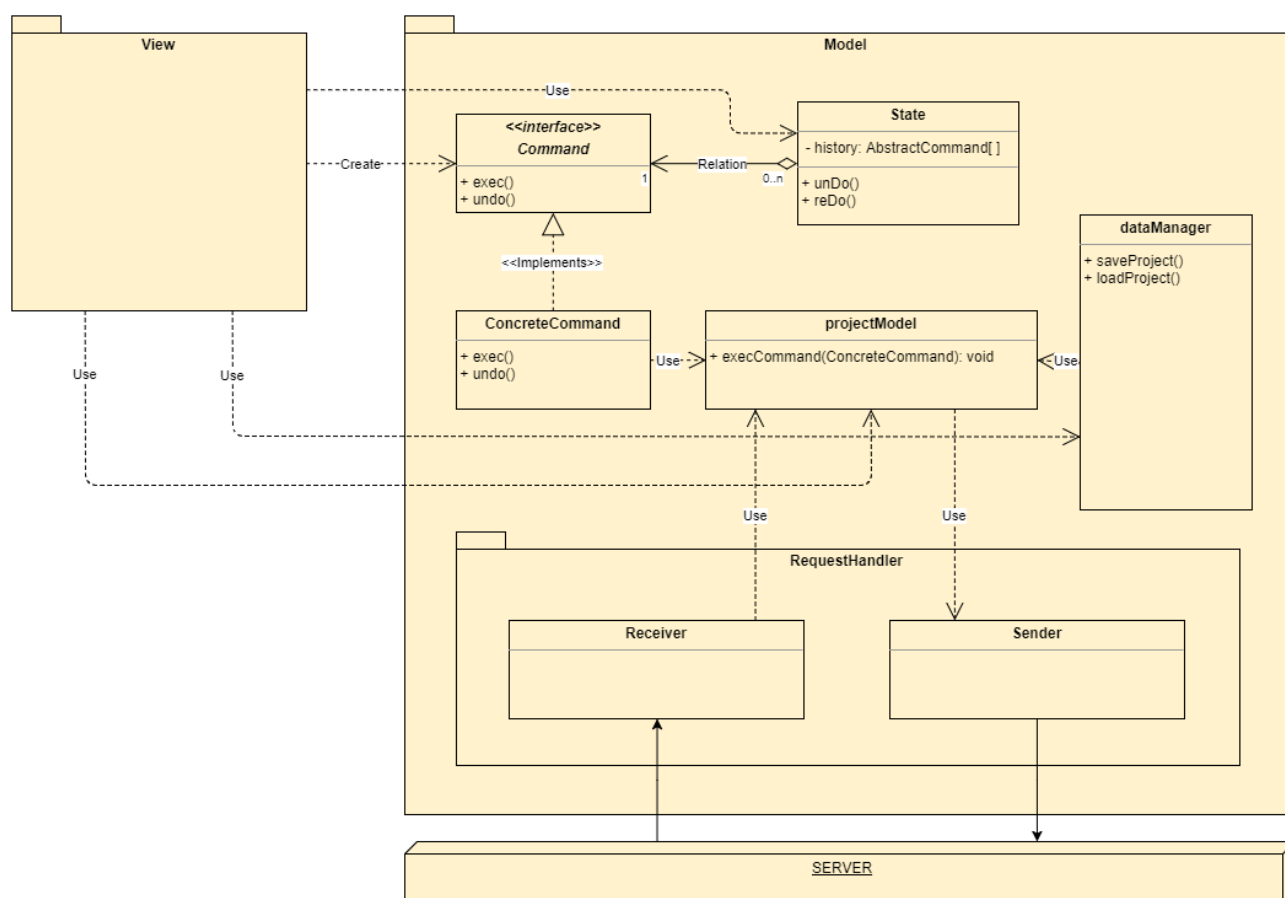 View
Model
Use
State
- history: AbstractCommand[ ]
+ unDo()
+ reDo()
<<interface>>
Command
+ exec()
+ undo()
Create
1
Relation
0..n
dataManager
+ saveProject()
+ loadProject()
<<Implements>>
ConcreteCommand
+ exec()
+ undo()
Use
projectModel
+ execCommand(ConcreteCommand): void
Use
Use
Use
Use
Use
RequestHandler
Receiver
Sender
SERVER